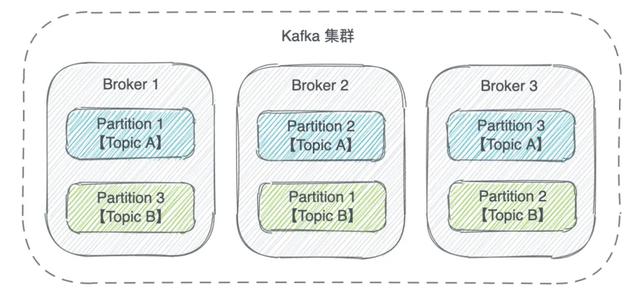 Kafka 集群
Broker 1
Partition 1
【Topic A】
Partition 3
【Topic B】
Broker 2
Partition 2
【Topic A】
Partition 1
【Topic B】
Broker 3
Partition 3
【Topic A】
Partition 2
【Topic B】